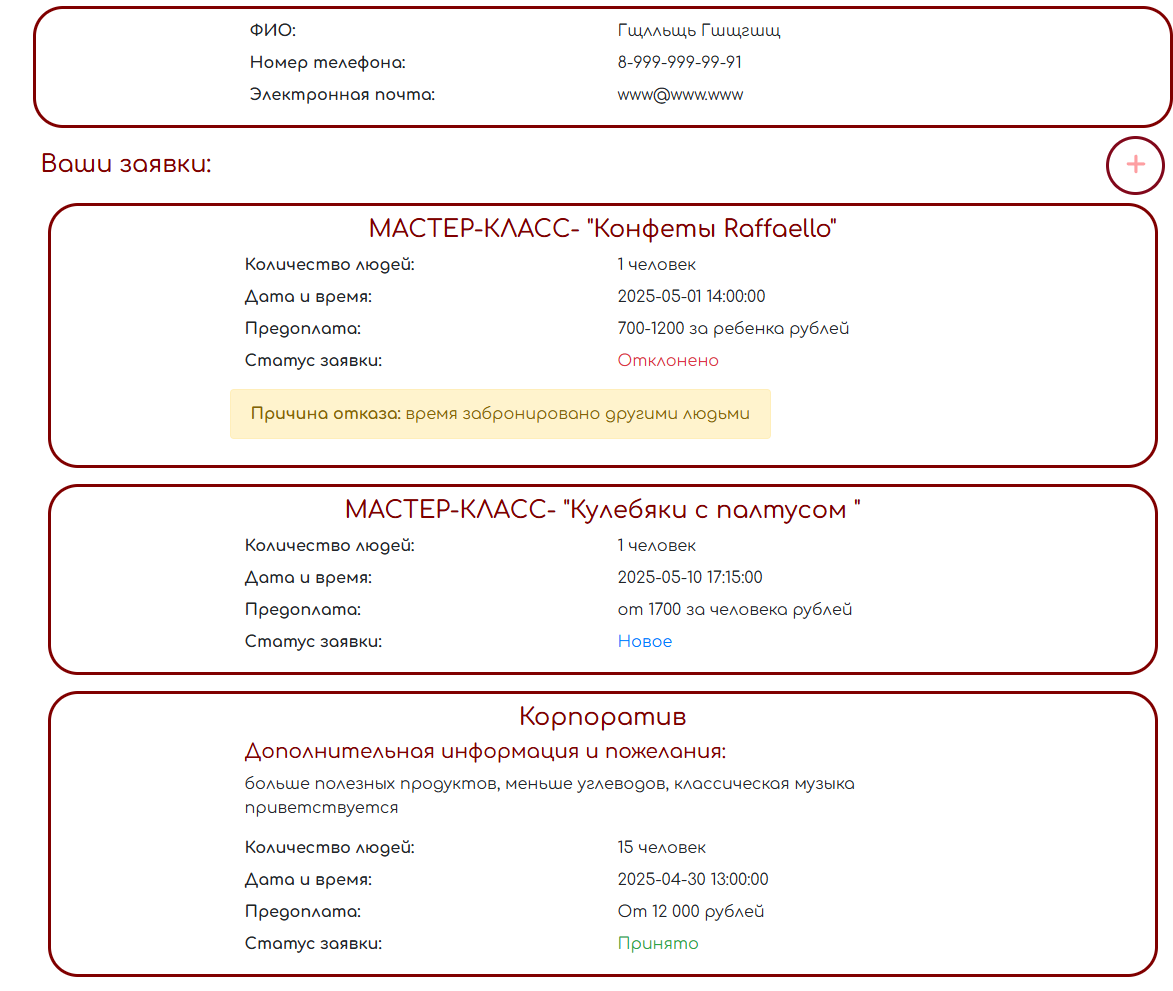 ФИО: Гщлльщь Гшщгшщ
Номер телефона: 8-999-999-99-91
Электронная почта: www@www.www
Ваши заявки:
+
МАСТЕР-КЛАСС- "Конфеты Raffaello"
Количество людей: 1 человек
Дата и время: 2025-05-01 14:00:00
Предоплата: 700-1200 за ребенка рублей
Статус заявки: Отклонено
Причина отказа: время забронировано другими людьми
МАСТЕР-КЛАСС- "Кулебяки с палтусом "
Количество людей: 1 человек
Дата и время: 2025-05-10 17:15:00
Предоплата: от 1700 за человека рублей
Статус заявки: Новое
Корпоратив
Дополнительная информация и пожелания:
больше полезных продуктов, меньше углеводов, классическая музыка
приветствуется
Количество людей: 15 человек
Дата и время: 2025-04-30 13:00:00
Предоплата: От 12 000 рублей
Статус заявки: Принято